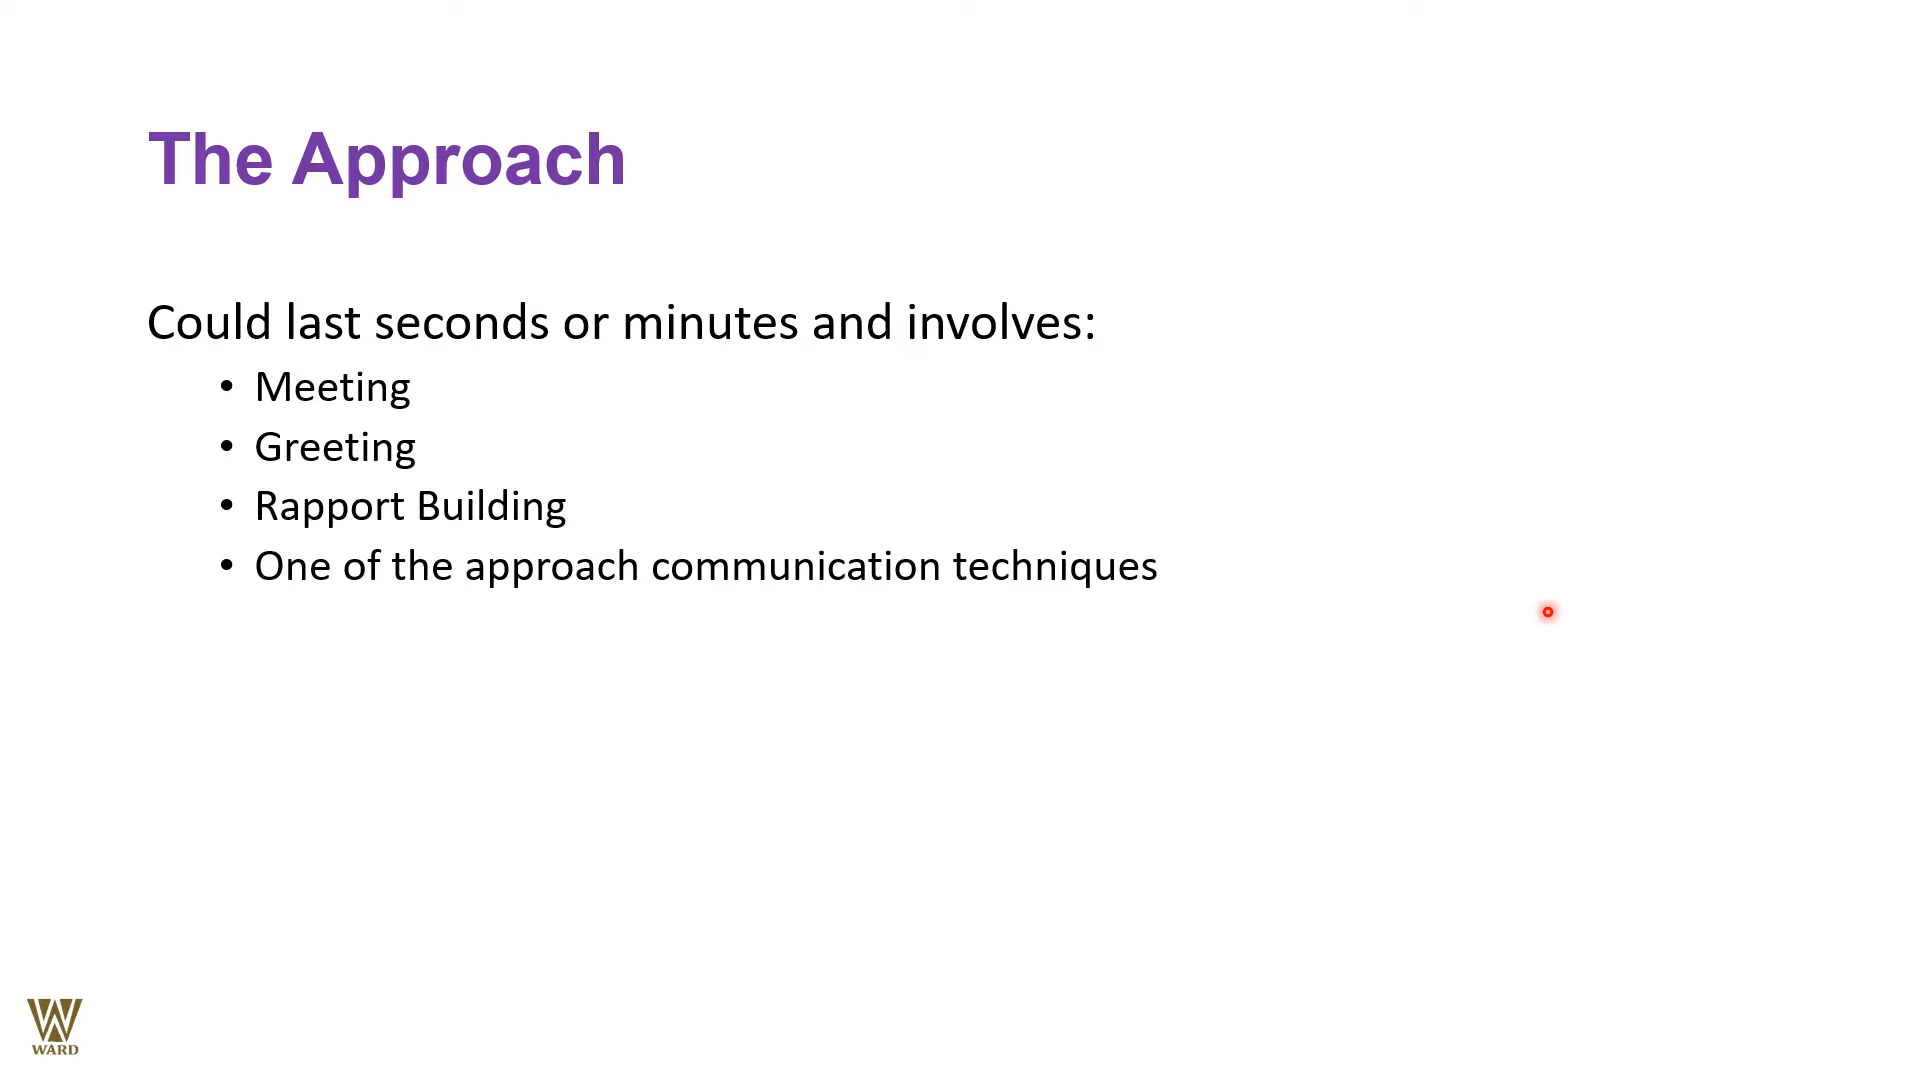 The Approach
Could last seconds or minutes and involves:
• Meeting
• Greeting
• Rapport Building
• One of the approach communication techniques
WARD